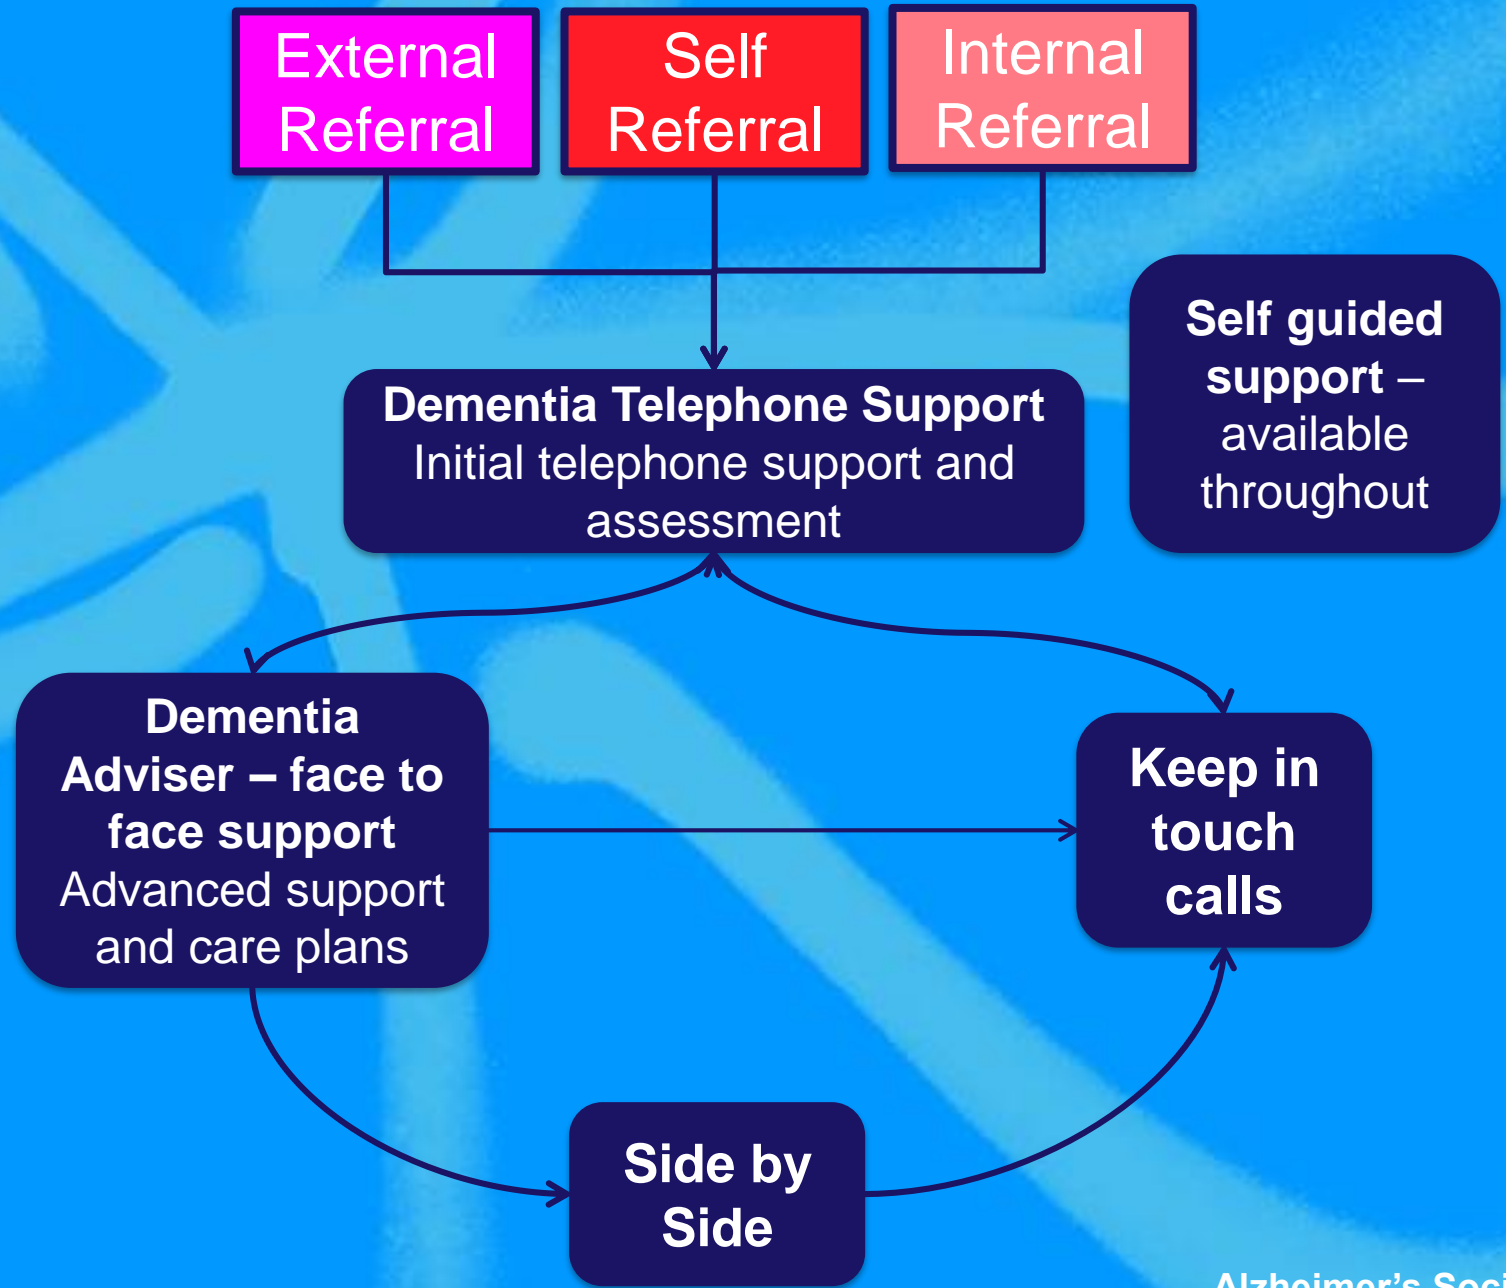 External
Referral
Self
Referral
Internal
Referral
Self guided
support –
available
throughout
Dementia Telephone Support
Initial telephone support and
assessment
Dementia
Adviser – face to
face support
Advanced support
and care plans
Keep in
touch
calls
Side by
Side
Alzheimer's